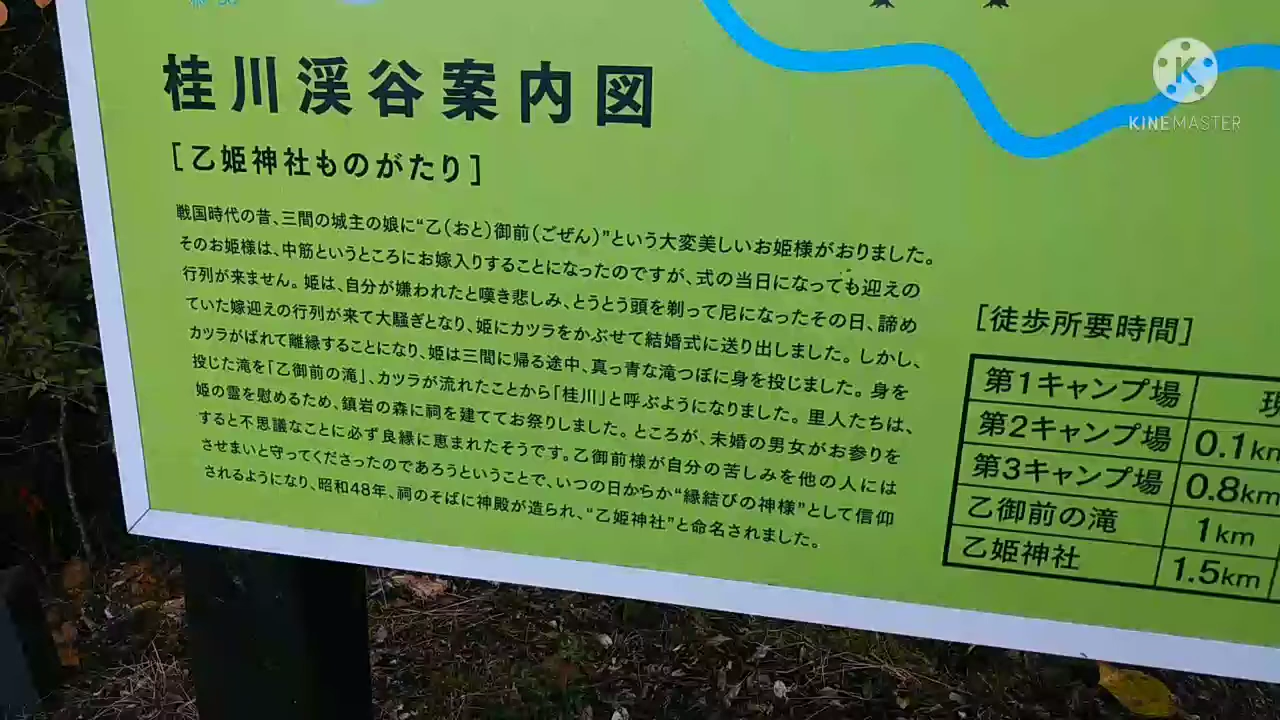 桂川渓谷案内図
[乙姫神社ものがたり]
戦国時代の昔、三間の城主の娘に“乙（おと）御前（ごぜん）”という大変美しいお姫様がおりました。
そのお姫様は、中筋というところにお嫁入りすることになったのですが、式の当日になっても迎えの
行列が来ません。姫は、自分が嫌われたと嘆き悲しみ、とうとう頭を剃って尼になったその日、諦め
ていた嫁迎えの行列が来て大騒ぎとなり、姫にカツラをかぶせて結婚式に送り出しました。しかし、
カツラがばれて離縁することになり、姫は三間に帰る途中、真っ青な滝つぼに身を投じました。身を
投じた滝を「乙御前の滝」、カツラが流れたことから「桂川」と呼ぶようになりました。里人たちは、
姫の霊を慰めるため、鎮岩の森に祠を建ててお祭りしました。ところが、未婚の男女がお参りを
すると不思議なことに必ず良縁に恵まれたそうです。乙御前様が自分の苦しみを他の人には
させまいと守ってくださったのであろうということで、いつの日からか“縁結びの神様”として信仰
されるようになり、昭和48年、祠のそばに神殿が造られ、“乙姫神社”と命名されました。
[徒歩所要時間]
第1キャンプ場 現
第2キャンプ場 0.1km
第3キャンプ場 0.8km
乙御前の滝 1km
乙姫神社 1.5km
K
KINEMASTER